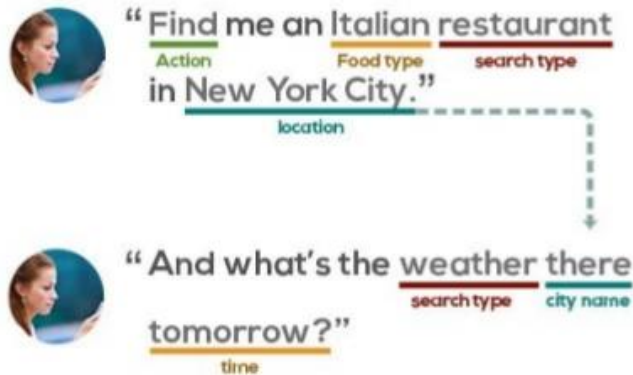 “Find me an Italian restaurant
Action Food type search type
in New York City.”
location
“And what's the weather there
search type city name
tomorrow?”
time